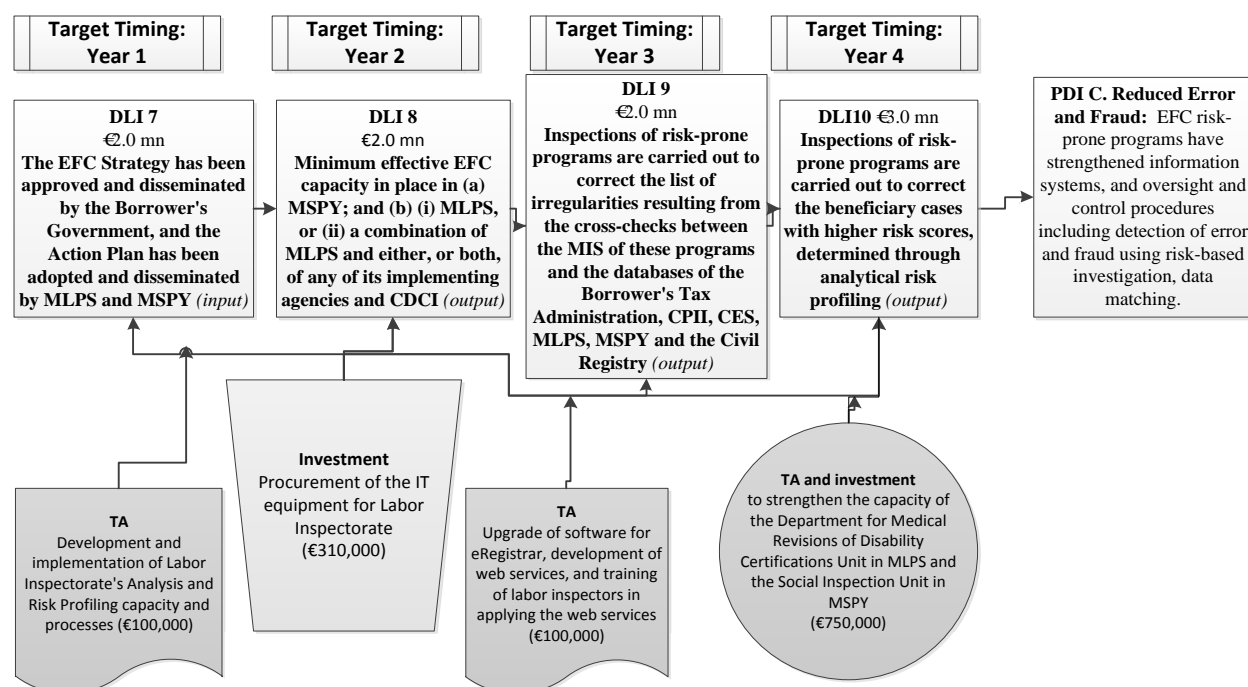 Target Timing:
Year 1
Target Timing:
Year 2
Target Timing:
Year 3
Target Timing:
Year 4
DLI 7
€2.0 mn
The EFC Strategy has been
approved and disseminated
by the Borrower's
Government, and the
Action Plan has been
adopted and disseminated
by MLPS and MSPY (input)
DLI 8
€2.0 mn
Minimum effective EFC
capacity in place in (a)
MSPY; and (b) (i) MLPS,
or (ii) a combination of
MLPS and either, or both,
of any of its implementing
agencies and CDCI (output)
DLI 9
€2.0 mn
Inspections of risk-prone
programs are carried out to
correct the list of
irregularities resulting from
the cross-checks between
the MIS of these programs
and the databases of the
Borrower's Tax
Administration, CPII, CES,
MLPS, MSPY and the Civil
Registry (output)
DLI10 €3.0 mn
Inspections of risk-
prone programs are
carried out to correct
the beneficiary cases
with higher risk scores,
determined through
analytical risk
profiling (output)
PDI C. Reduced Error
and Fraud: EFC risk-
prone programs have
strengthened information
systems, and oversight and
control procedures
including detection of error
and fraud using risk-based
investigation, data
matching.
TA
Development and
implementation of Labor
Inspectorate's Analysis and
Risk Profiling capacity and
processes (€100,000)
Investment
Procurement of the IT
equipment for Labor
Inspectorate
(€310,000)
TA
Upgrade of software for
eRegistrar, development of
web services, and training
of labor inspectors in
applying the web services
(€100,000)
TA and investment
to strengthen the capacity of
the Department for Medical
Revisions of Disability
Certifications Unit in MLPS and
the Social Inspection Unit in
MSPY
(€750,000)